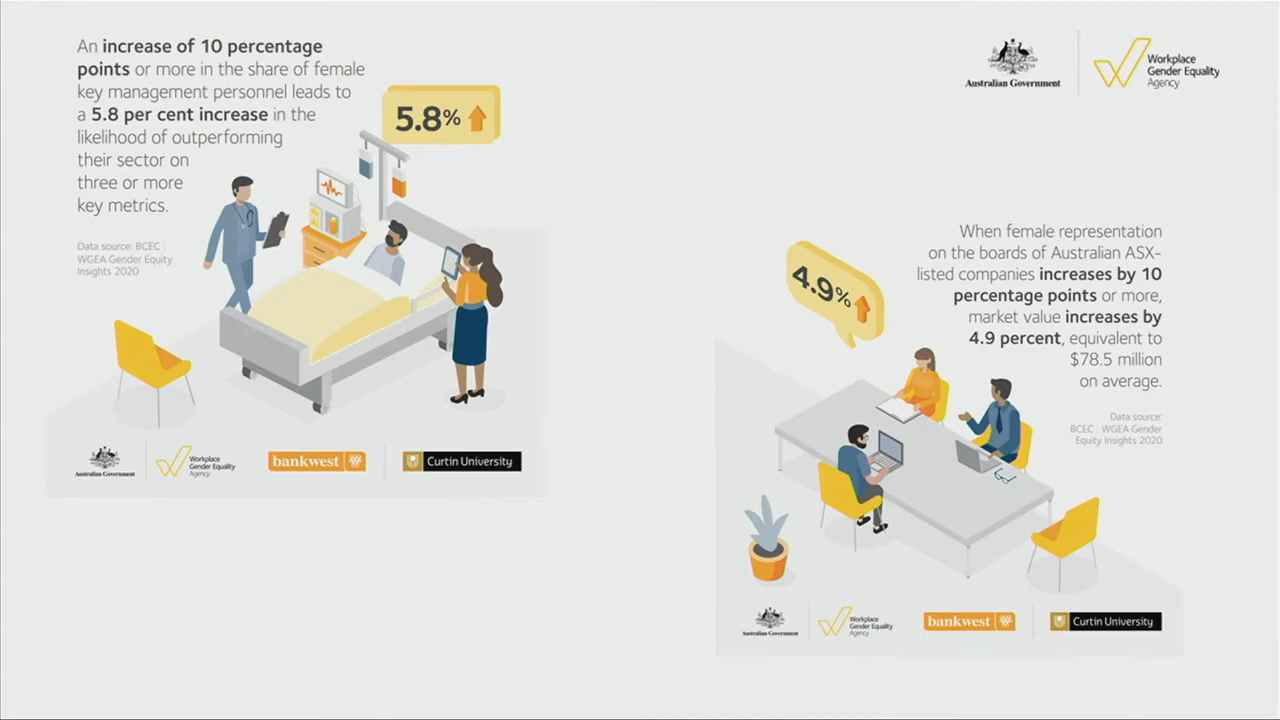 An increase of 10 percentage
points or more in the share of female
key management personnel leads to
a 5.8 per cent increase in the
likelihood of outperforming
their sector on
three or more
key metrics.
5.8%
Data source: BCEC |
WGEA Gender Equity
Insights 2020
Australian Government
Workplace
Gender Equality
Agency
bankwest
Curtin University
Australian Government
Workplace
Gender Equality
Agency
When female representation
on the boards of Australian ASX-
listed companies increases by 10
percentage points or more,
market value increases by
4.9 percent, equivalent to
$78.5 million
on average.
4.9%
Data source:
BCEC | WGEA Gender
Equity Insights 2020
Australian Government
Workplace
Gender Equality
Agency
bankwest
Curtin University